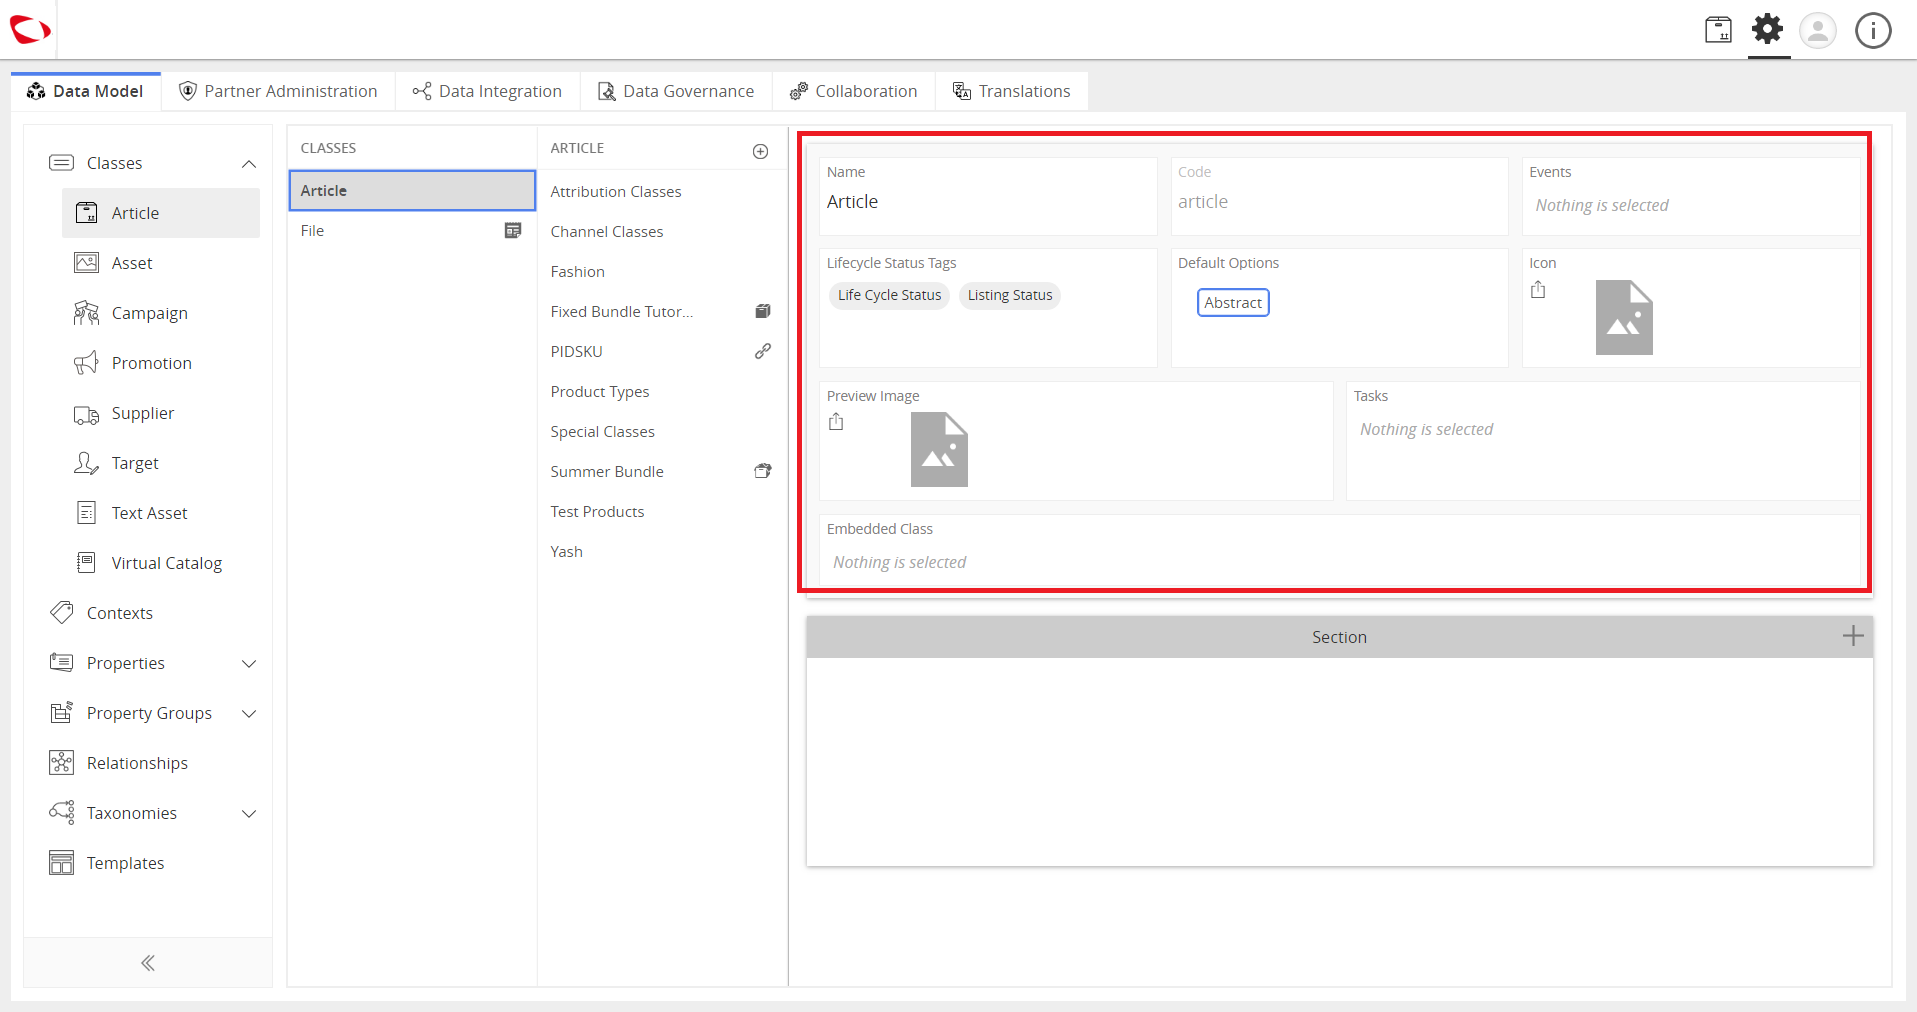 Data Model
Partner Administration
Data Integration
Data Governance
Collaboration
Translations
Classes
Article
Asset
Campaign
Promotion
Supplier
Target
Text Asset
Virtual Catalog
Contexts
Properties
Property Groups
Relationships
Taxonomies
Templates
CLASSES
Article
File
ARTICLE
Attribution Classes
Channel Classes
Fashion
Fixed Bundle Tutor...
PIDSKU
Product Types
Special Classes
Summer Bundle
Test Products
Yash
Name
Article
Code
article
Events
Nothing is selected
Lifecycle Status Tags
Life Cycle Status
Listing Status
Default Options
Abstract
Icon
Preview Image
Tasks
Nothing is selected
Embedded Class
Nothing is selected
Section